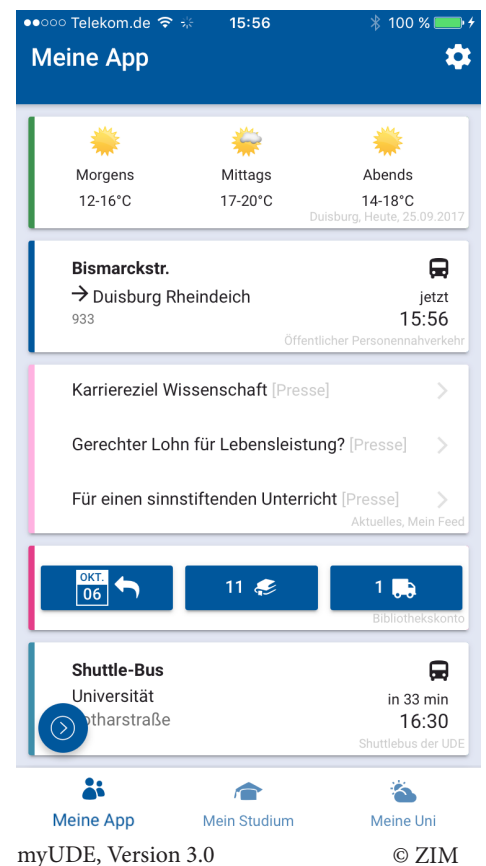 Telekom.de 15:56 100 %
Meine App
Morgens Mittags Abends
12-16°C 17-20°C 14-18°C
Duisburg, Heute, 25.09.2017
Bismarckstr.
→ Duisburg Rheindeich jetzt
933 15:56
Öffentlicher Personennahverkehr
Karriereziel Wissenschaft [Presse]
Gerechter Lohn für Lebensleistung? [Presse]
Für einen sinnstiftenden Unterricht [Presse]
Aktuelles, Mein Feed
OKT.
06 11 1
Bibliothekskonto
Shuttle-Bus
Universität in 33 min
otharstraße 16:30
Shuttlebus der UDE
Meine App Mein Studium Meine Uni
myUDE, Version 3.0 © ZIM